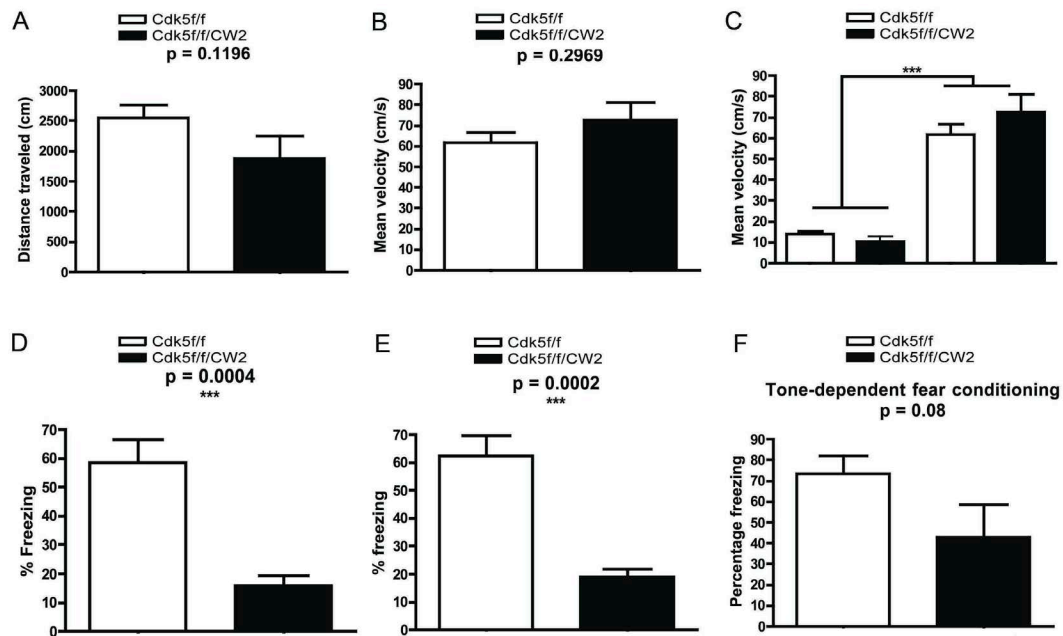 A
Cdk5f/f
Cdk5f/f/CW2
p = 0.1196
Distance traveled (cm)
3000
2500
2000
1500
1000
500
0
B
Cdk5f/f
Cdk5f/f/CW2
p = 0.2969
Mean velocity (cm/s)
90
80
70
60
50
40
30
20
10
0
C
Cdk5f/f
Cdk5f/f/CW2
***
Mean velocity (cm/s)
90
80
70
60
50
40
30
20
10
0
D
Cdk5f/f
Cdk5f/f/CW2
p = 0.0004
***
% Freezing
70
60
50
40
30
20
10
0
E
Cdk5f/f
Cdk5f/f/CW2
p = 0.0002
***
% freezing
70
60
50
40
30
20
10
0
F
Cdk5f/f
Cdk5f/f/CW2
Tone-dependent fear conditioning
p = 0.08
Percentage freezing
90
80
70
60
50
40
30
20
10
0